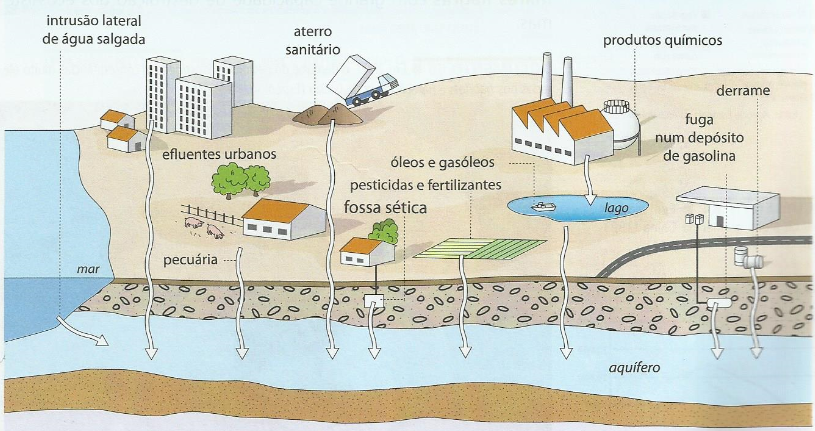 intrusão lateral
de água salgada
aterro
sanitário
produtos químicos
derrame
fuga
num depósito
de gasolina
efluentes urbanos
óleos e gasóleos
pesticidas e fertilizantes
fossa sética
lago
pecuária
mar
aquífero